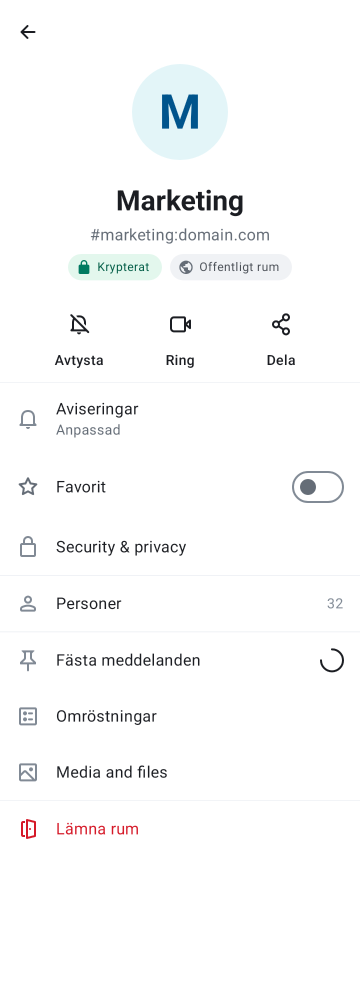 M
Marketing
#marketing:domain.com
Krypterat
Offentligt rum
Avtysta
Ring
Dela
Aviseringar
Anpassad
Favorit
Security & privacy
Personer
32
Fästa meddelanden
Omröstningar
Media and files
Lämna rum